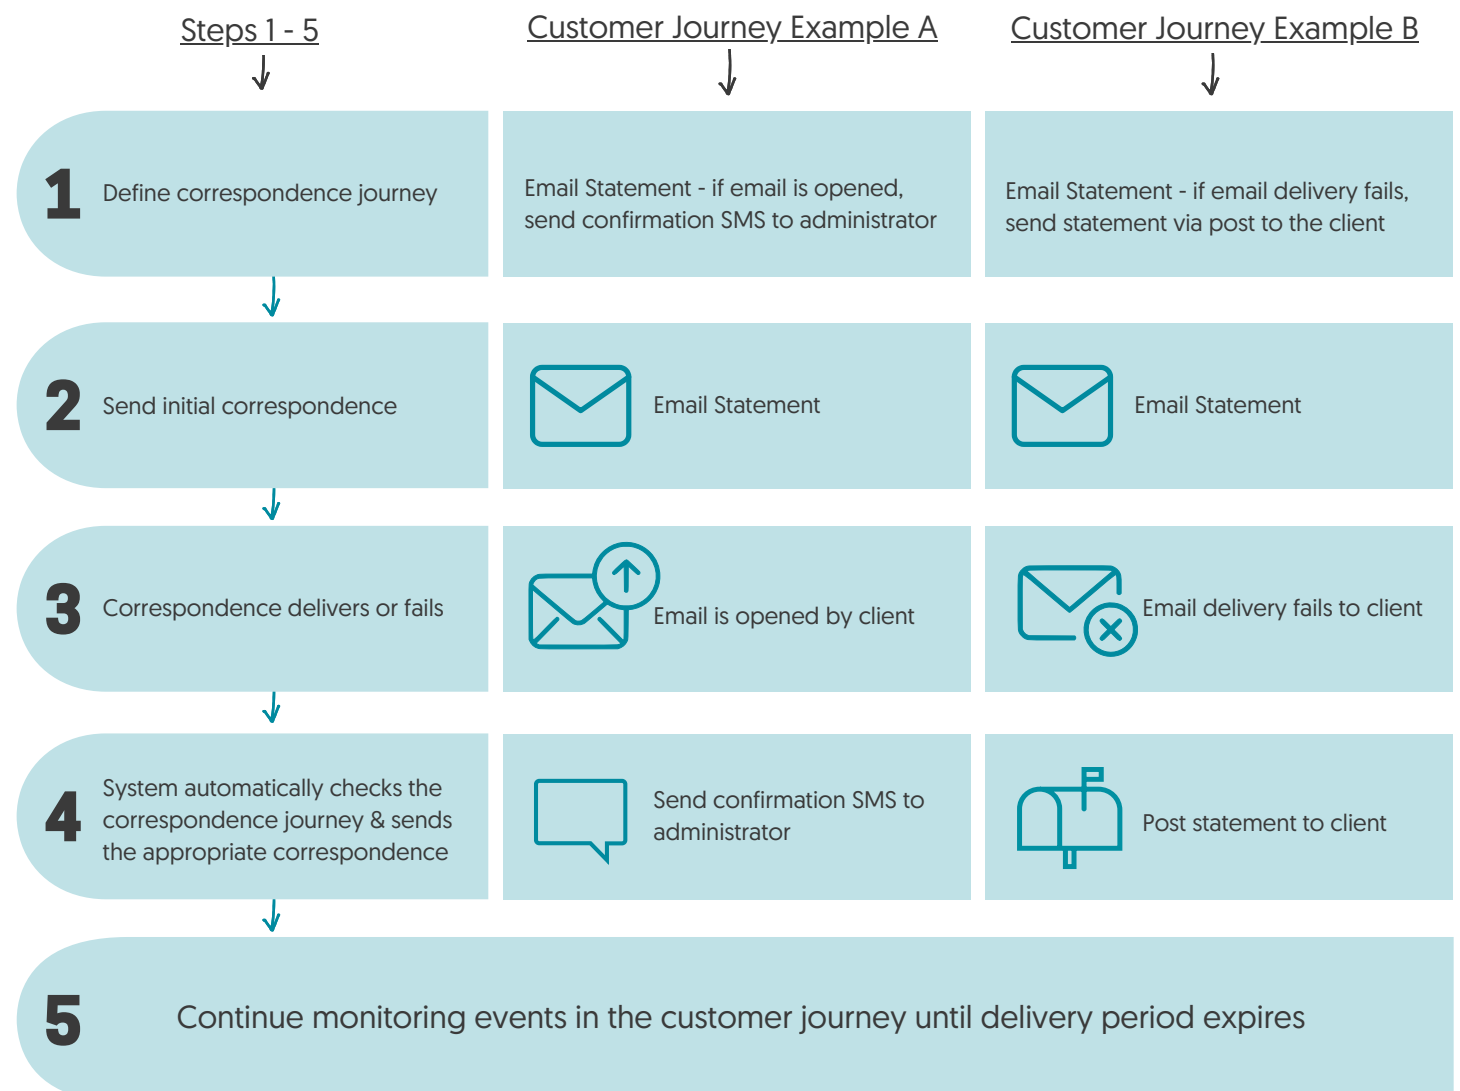 Steps 1 - 5
Customer Journey Example A
Customer Journey Example B
1
Define correspondence journey
Email Statement - if email is opened,
send confirmation SMS to administrator
Email Statement - if email delivery fails,
send statement via post to the client
2
Send initial correspondence
Email Statement
Email Statement
3
Correspondence delivers or fails
Email is opened by client
Email delivery fails to client
4
System automatically checks the
correspondence journey & sends
the appropriate correspondence
Send confirmation SMS to
administrator
Post statement to client
5
Continue monitoring events in the customer journey until delivery period expires